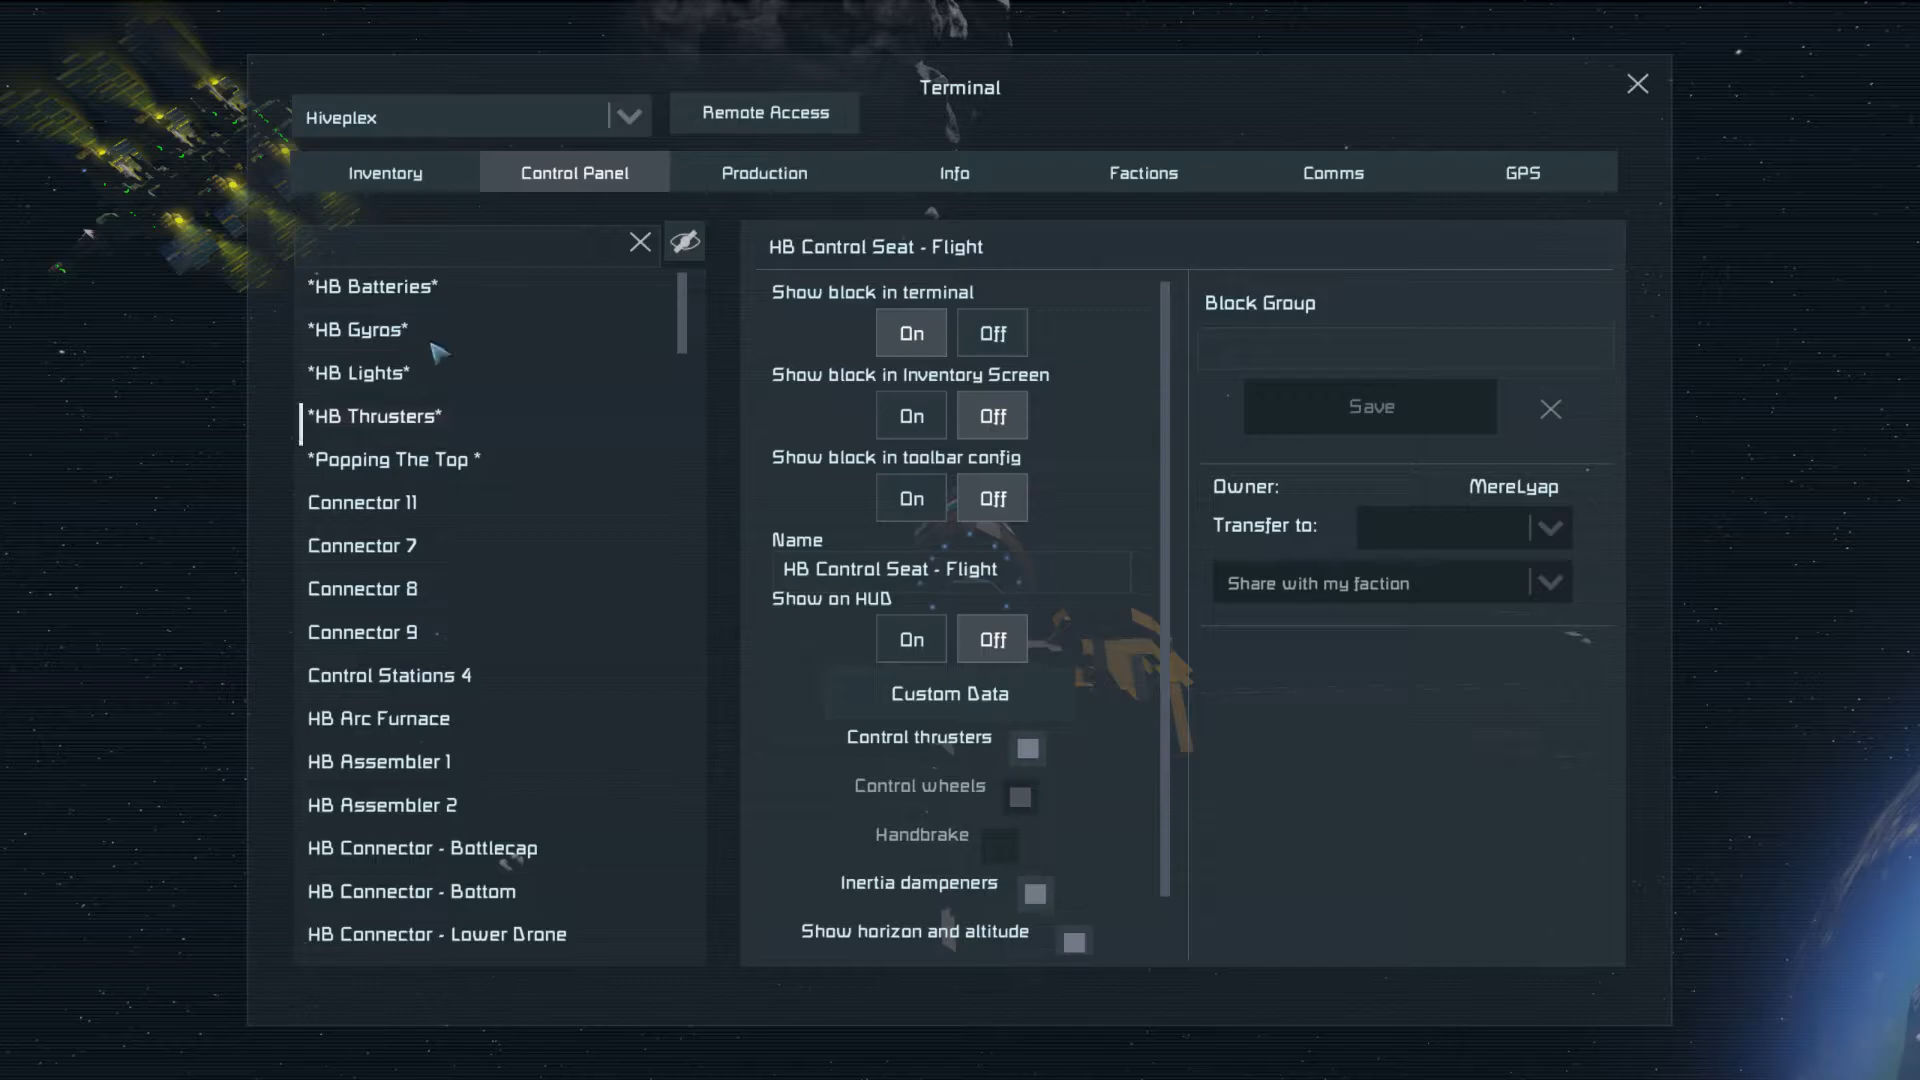 Terminal
Hiveplex
Remote Access
Inventory
Control Panel
Production
Info
Factions
Comms
GPS
*HB Batteries*
*HB Gyros*
*HB Lights*
*HB Thrusters*
*Popping The Top *
Connector 11
Connector 7
Connector 8
Connector 9
Control Stations 4
HB Arc Furnace
HB Assembler 1
HB Assembler 2
HB Connector - Bottlecap
HB Connector - Bottom
HB Connector - Lower Drone
HB Control Seat - Flight
Show block in terminal
On Off
Show block in Inventory Screen
On Off
Show block in toolbar config
On Off
Name
HB Control Seat - Flight
Show on HUD
On Off
Custom Data
Control thrusters
Control wheels
Handbrake
Inertia dampeners
Show horizon and altitude
Block Group
Save
Owner: MereLyap
Transfer to:
Share with my faction